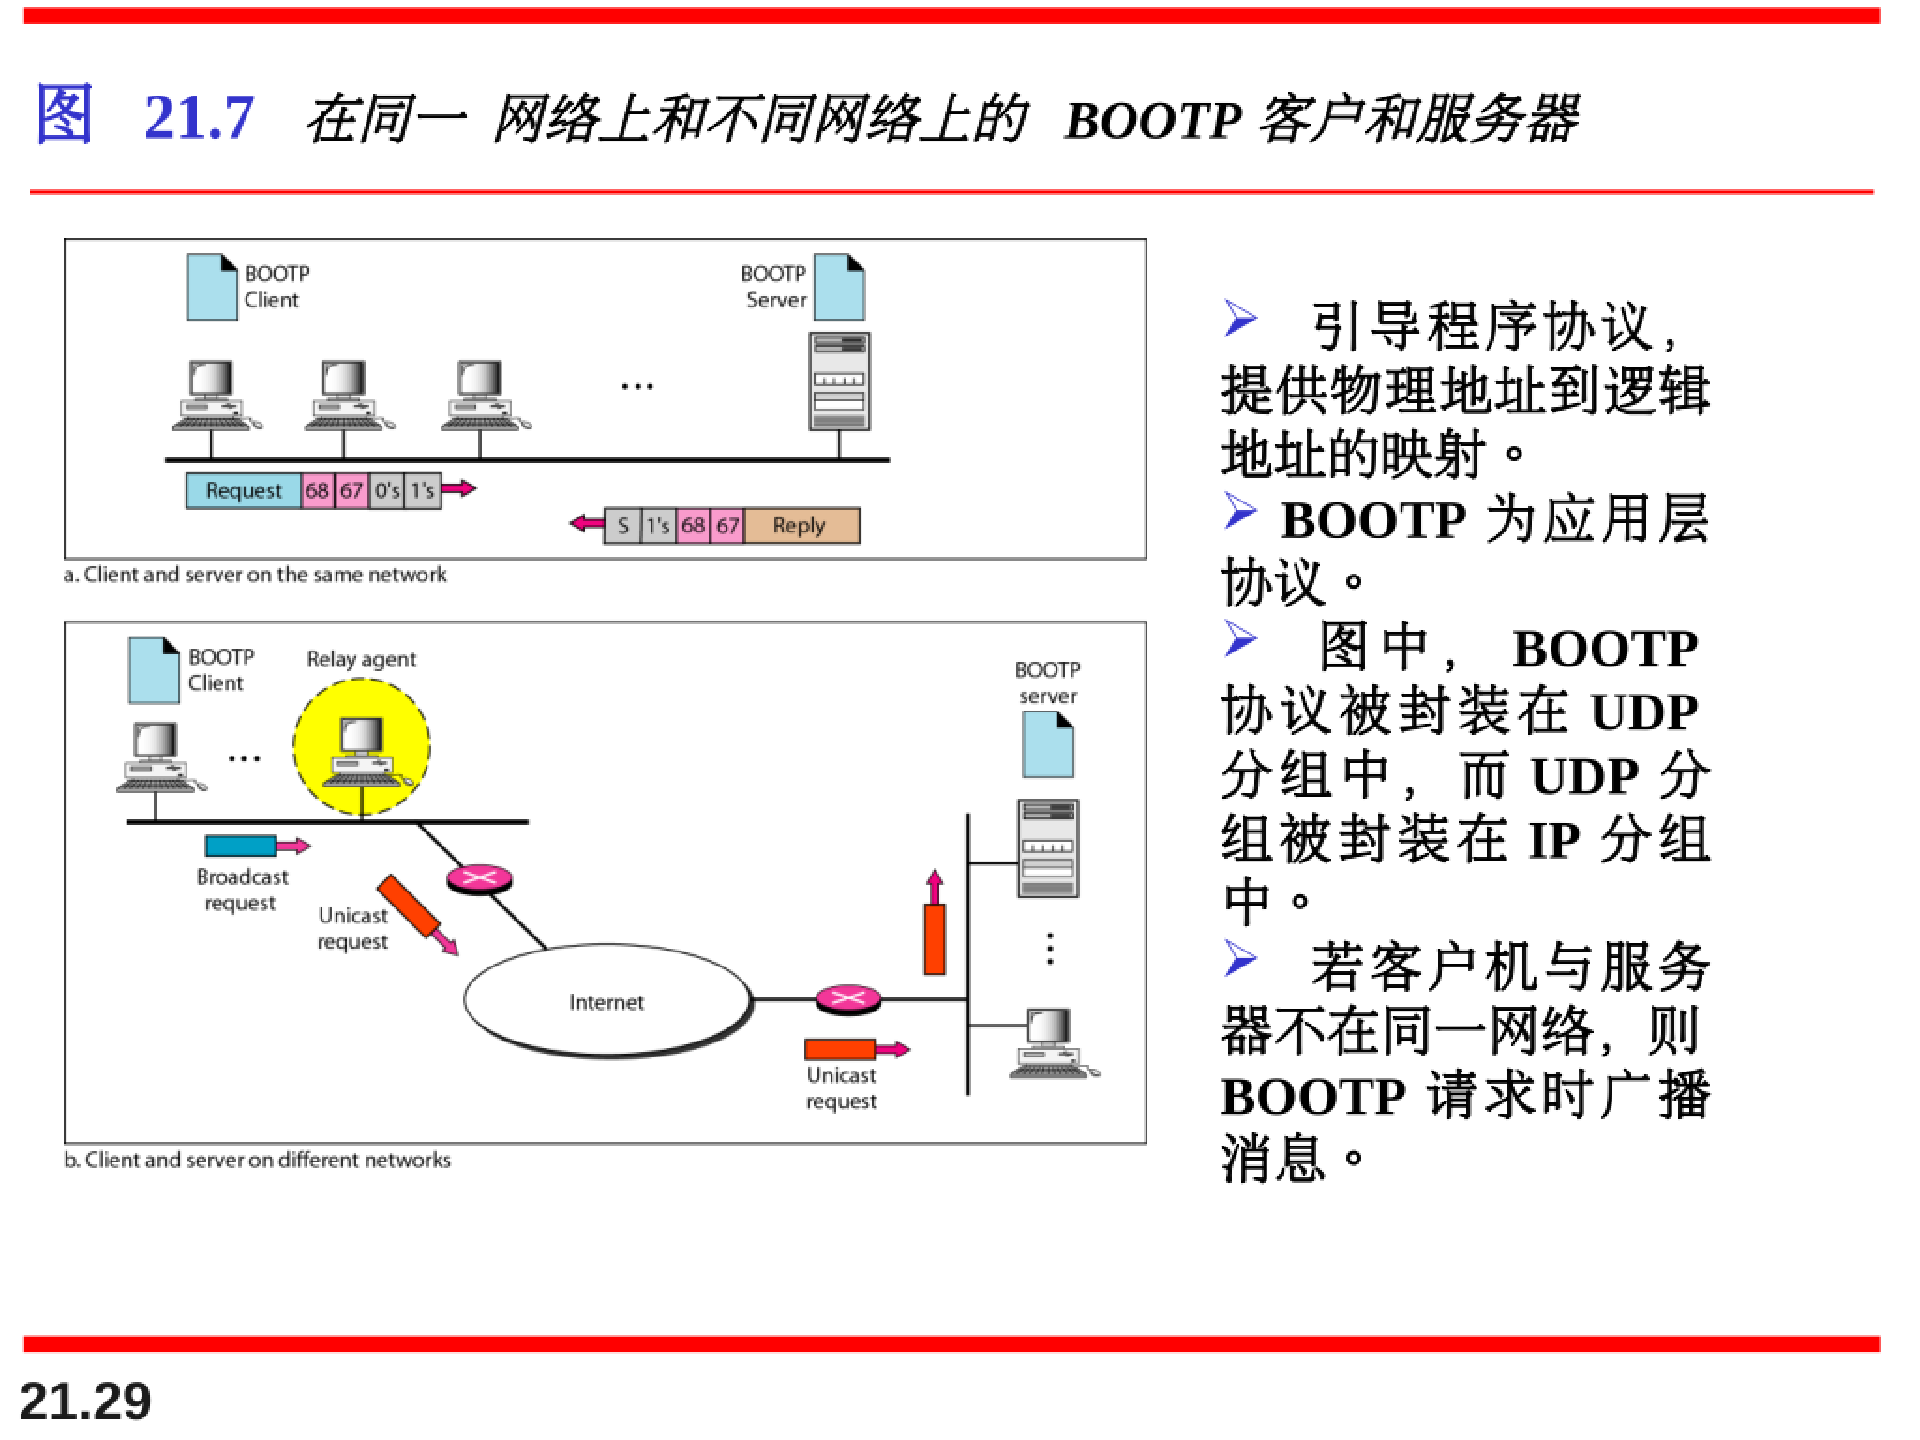 图 21.7 在同一 网络上和不同网络上的 BOOTP 客户和服务器
BOOTP
Client
BOOTP
Server
...
Request 68 67 0's 1's
S 1's 68 67 Reply
a. Client and server on the same network
BOOTP
Client
Relay agent
BOOTP
server
...
Broadcast
request
Unicast
request
Internet
Unicast
request
b. Client and server on different networks
➢ 引导程序协议，
提供物理地址到逻辑
地址的映射。
➢ BOOTP 为应用层
协议。
➢ 图中， BOOTP
协议被封装在 UDP
分组中，而 UDP 分
组被封装在 IP 分组
中。
➢ 若客户机与服务
器不在同一网络，则
BOOTP 请求时广播
消息。
21.29